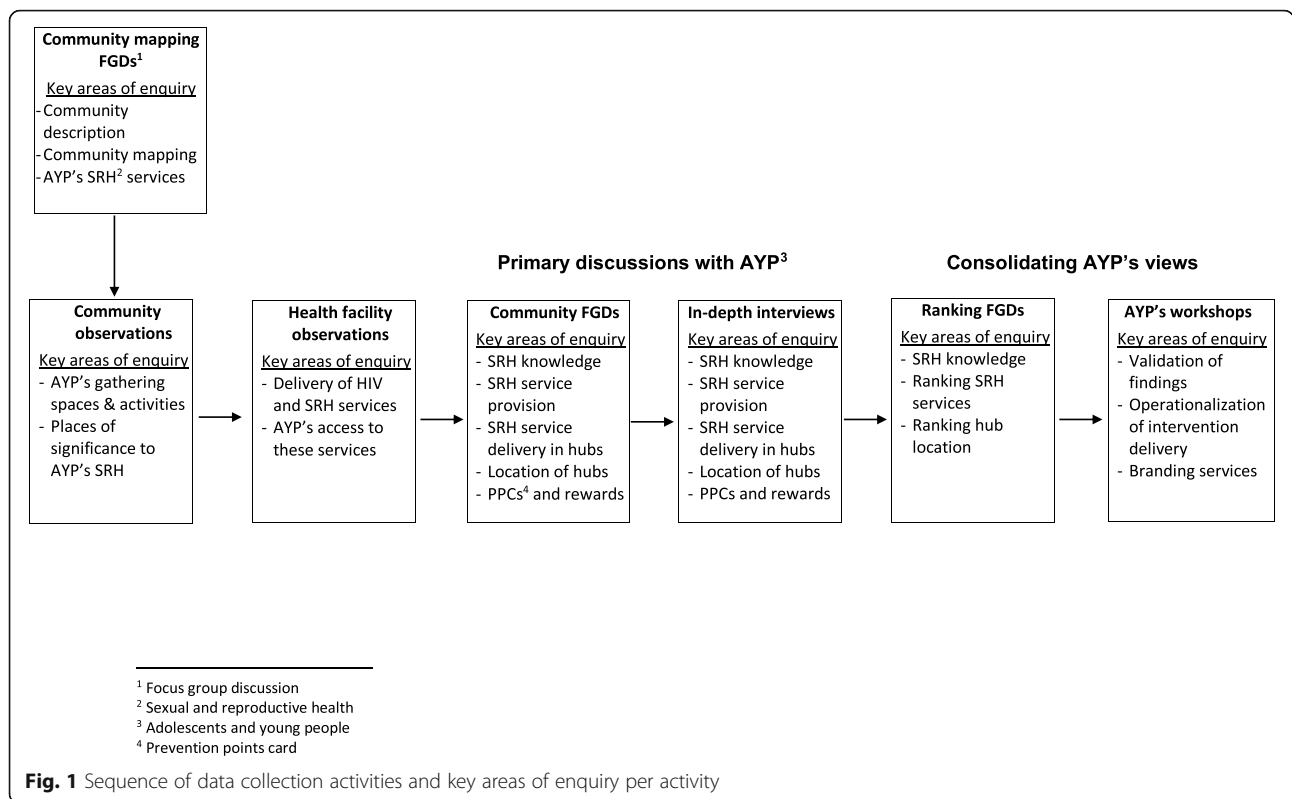 Community mapping
FGDs1
Key areas of enquiry
-Community
description
-Community mapping
-AYP's SRH2 services
Primary discussions with AYP3
Consolidating AYP's views
Community
observations
Key areas of enquiry
- AYP's gathering
spaces & activities
- Places of
significance to
AYP's SRH
Health facility
observations
Key areas of enquiry
- Delivery of HIV
and SRH services
- AYP's access to
these services
Community FGDs
Key areas of enquiry
- SRH knowledge
- SRH service
provision
- SRH service
delivery in hubs
- Location of hubs
- PPCs4 and rewards
In-depth interviews
Key areas of enquiry
- SRH knowledge
- SRH service
provision
- SRH service
delivery in hubs
- Location of hubs
- PPCs and rewards
Ranking FGDs
Key areas of enquiry
- SRH knowledge
- Ranking SRH
services
- Ranking hub
location
AYP's workshops
Key areas of enquiry
- Validation of
findings
- Operationalization
of intervention
delivery
- Branding services
1 Focus group discussion
2 Sexual and reproductive health
3 Adolescents and young people
4 Prevention points card
Fig. 1 Sequence of data collection activities and key areas of enquiry per activity